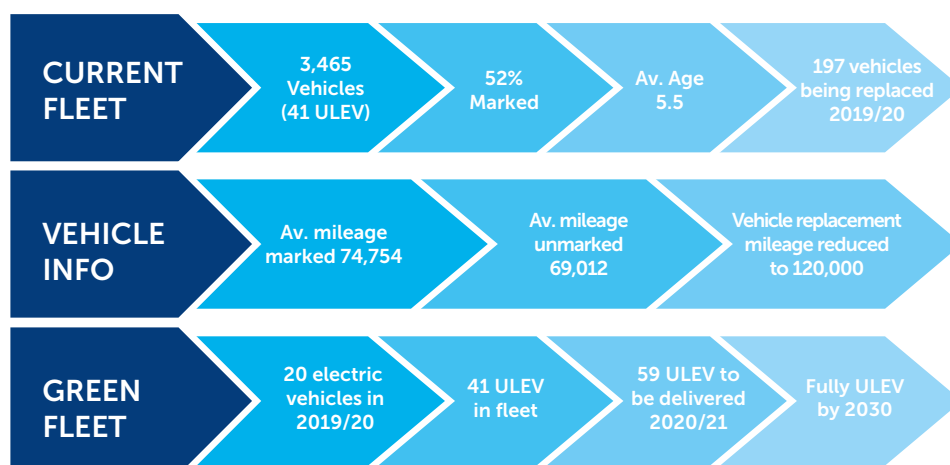 CURRENT
FLEET
3,465
Vehicles
(41 ULEV)
52%
Marked
Av. Age
5.5
197 vehicles
being replaced
2019/20
VEHICLE
INFO
Av. mileage
marked 74,754
Av. mileage
unmarked
69,012
Vehicle replacement
mileage reduced
to 120,000
GREEN
FLEET
20 electric
vehicles in
2019/20
41 ULEV
in fleet
59 ULEV to
be delivered
2020/21
Fully ULEV
by 2030